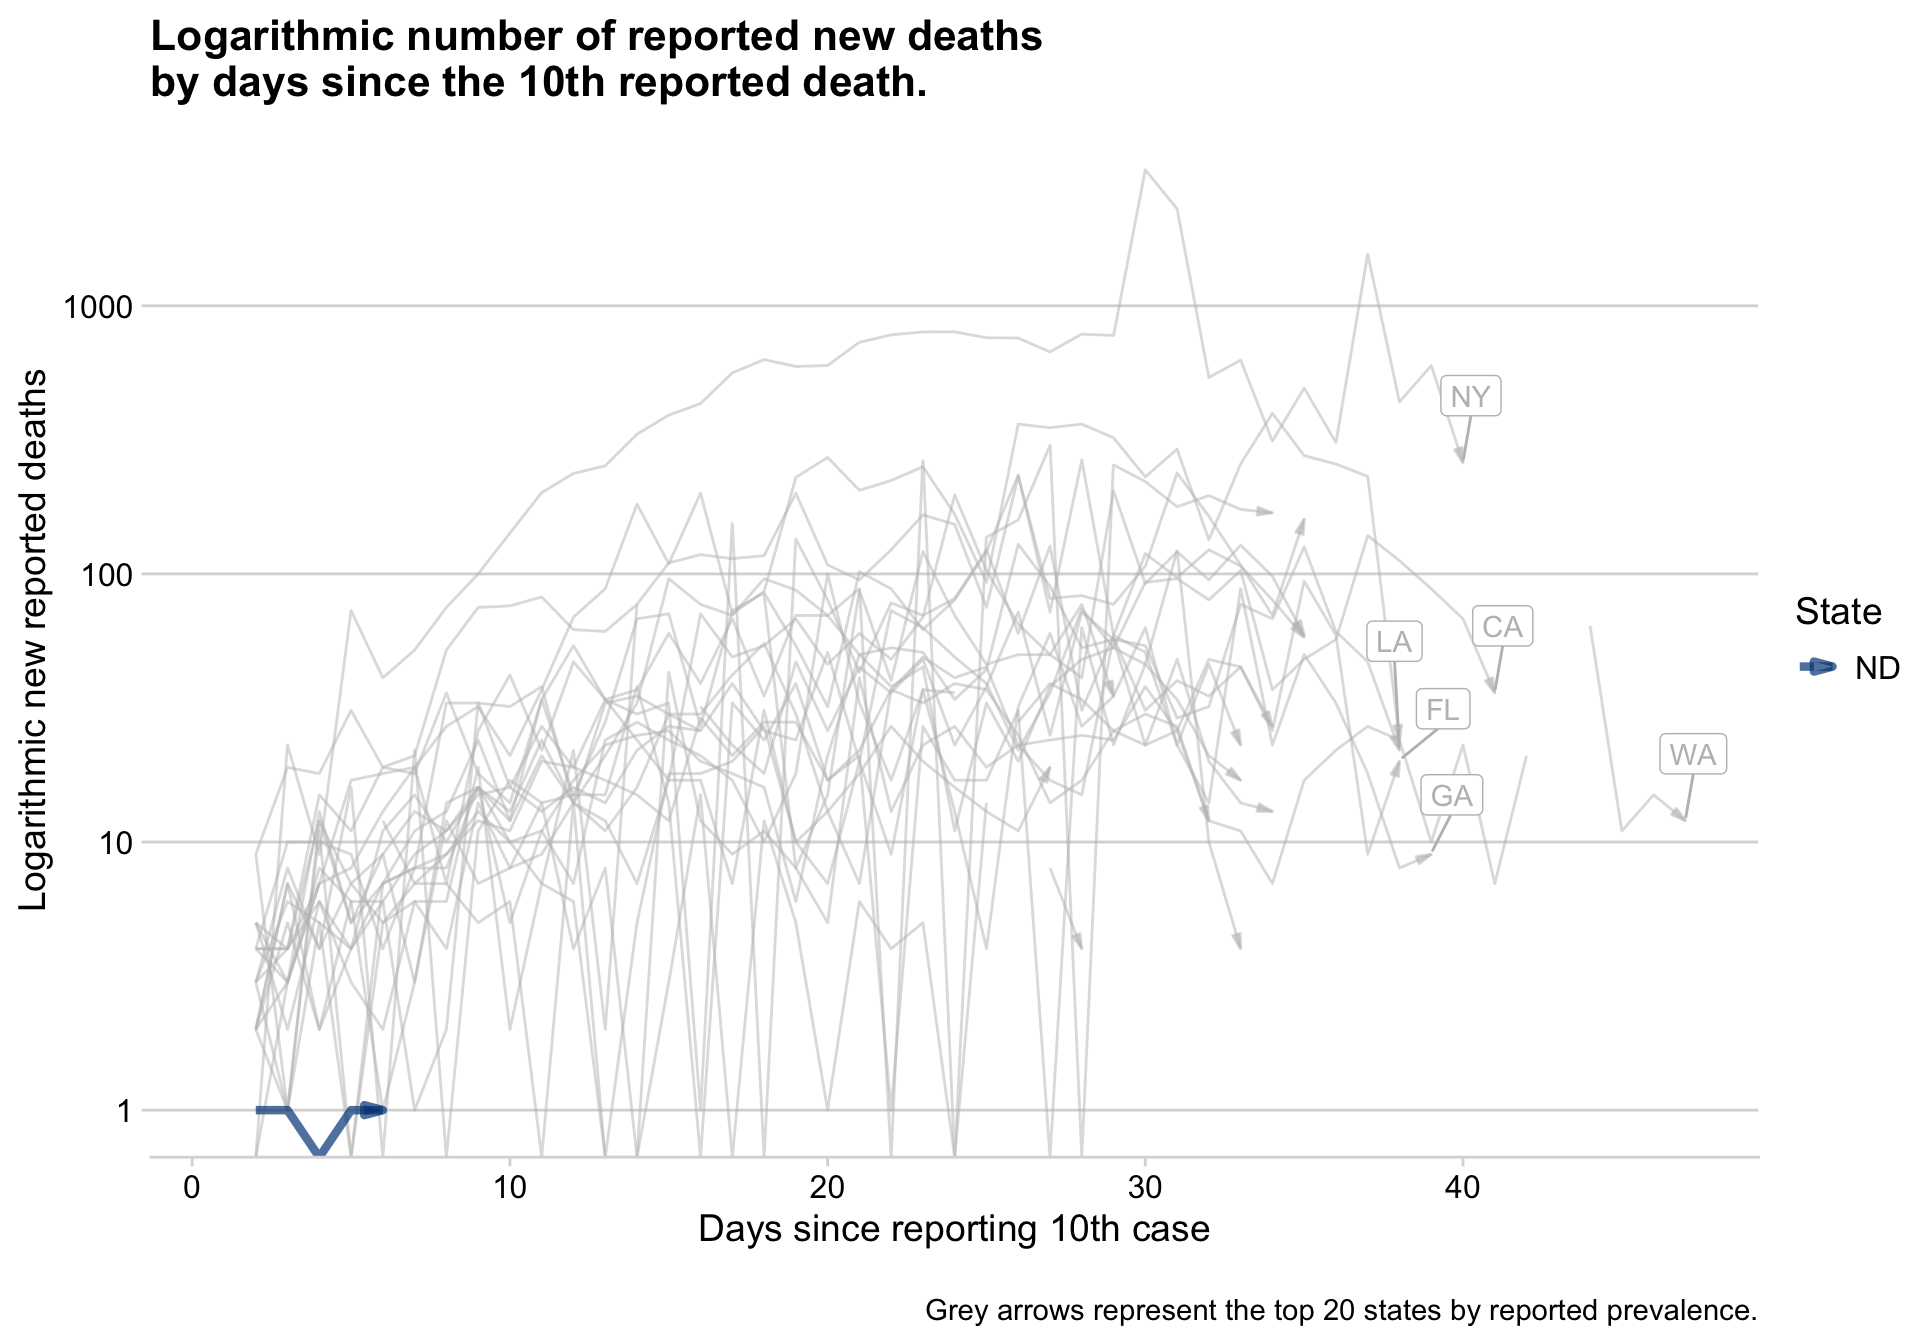 Logarithmic number of reported new deaths
by days since the 10th reported death.
Logarithmic new reported deaths
1000
100
10
1
NY
CA
LA
FL
WA
GA
State
ND
0 10 20 30 40
Days since reporting 10th case
Grey arrows represent the top 20 states by reported prevalence.